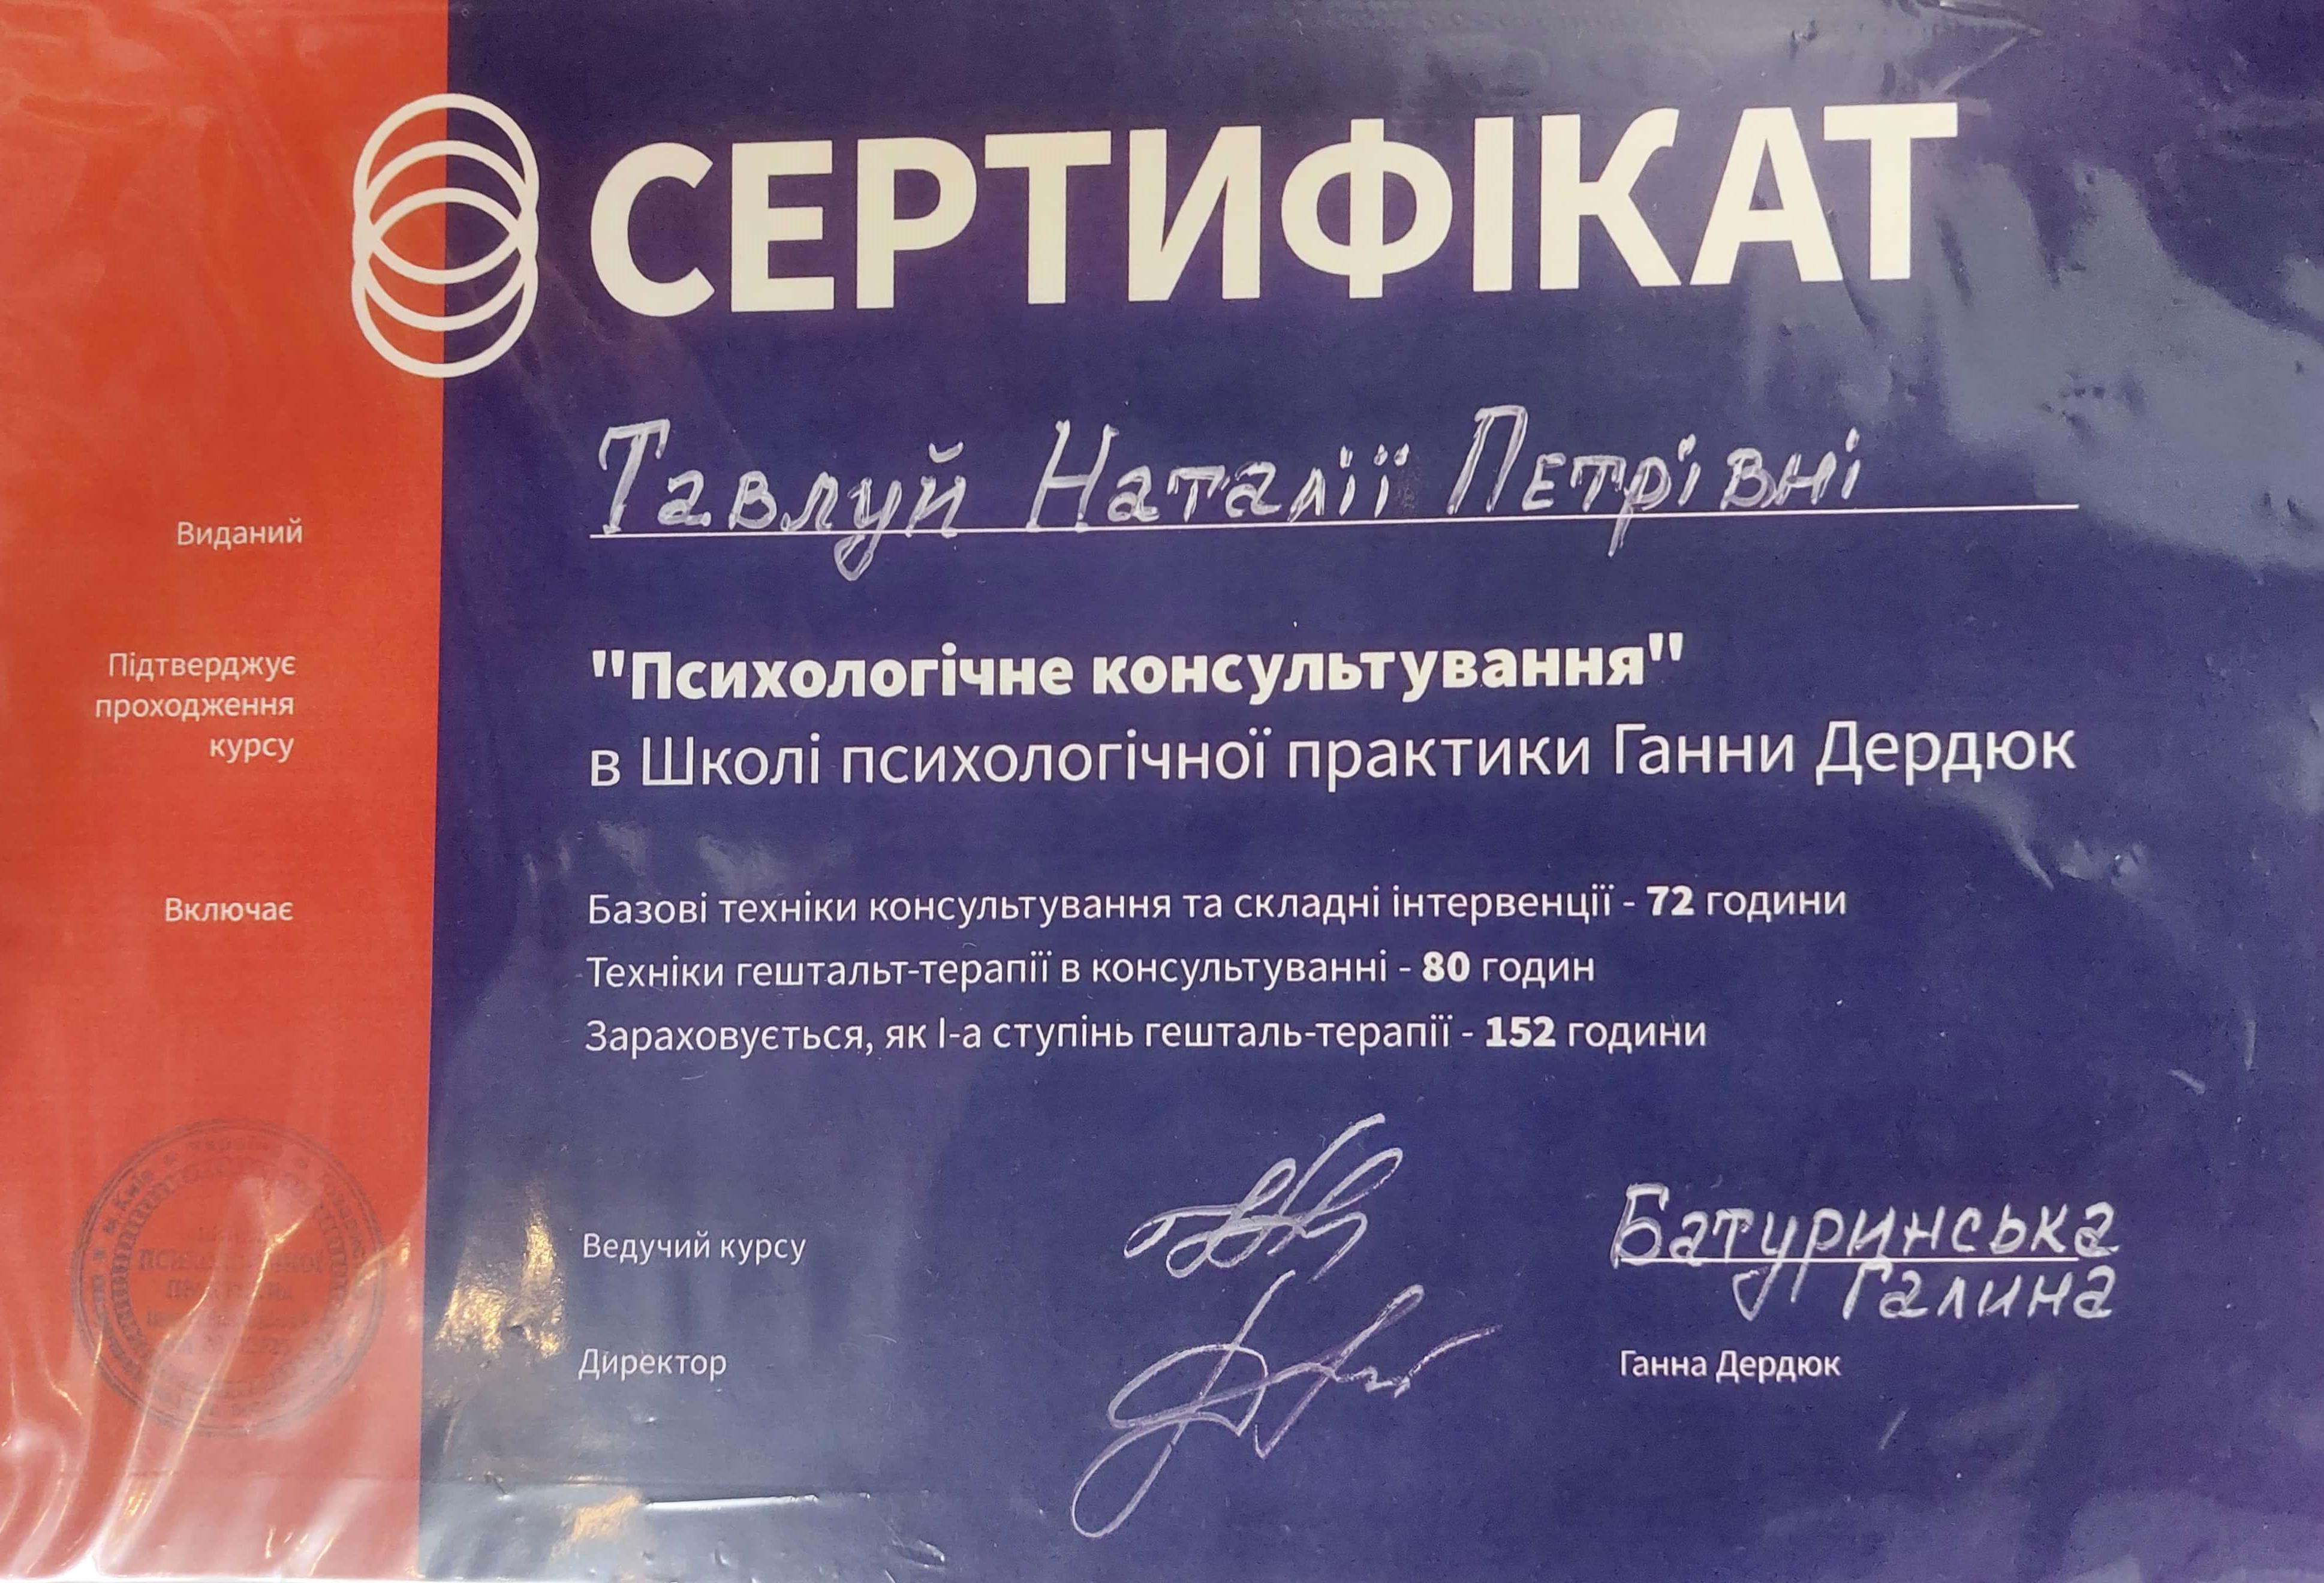 СЕРТИФІКАТ
Виданий
Тавлуй Наталії Петрівні
Підтверджує
проходження
курсу
"Психологічне консультування"
в Школі психологічної практики Ганни Дердюк
Включає
Базові техніки консультування та складні інтервенції - 72 години
Техніки гештальт-терапії в консультуванні - 80 годин
Зараховується, як І-а ступінь гешталь-терапії - 152 години
Ведучий курсу
Батуринська
Галина
Директор
Ганна Дердюк